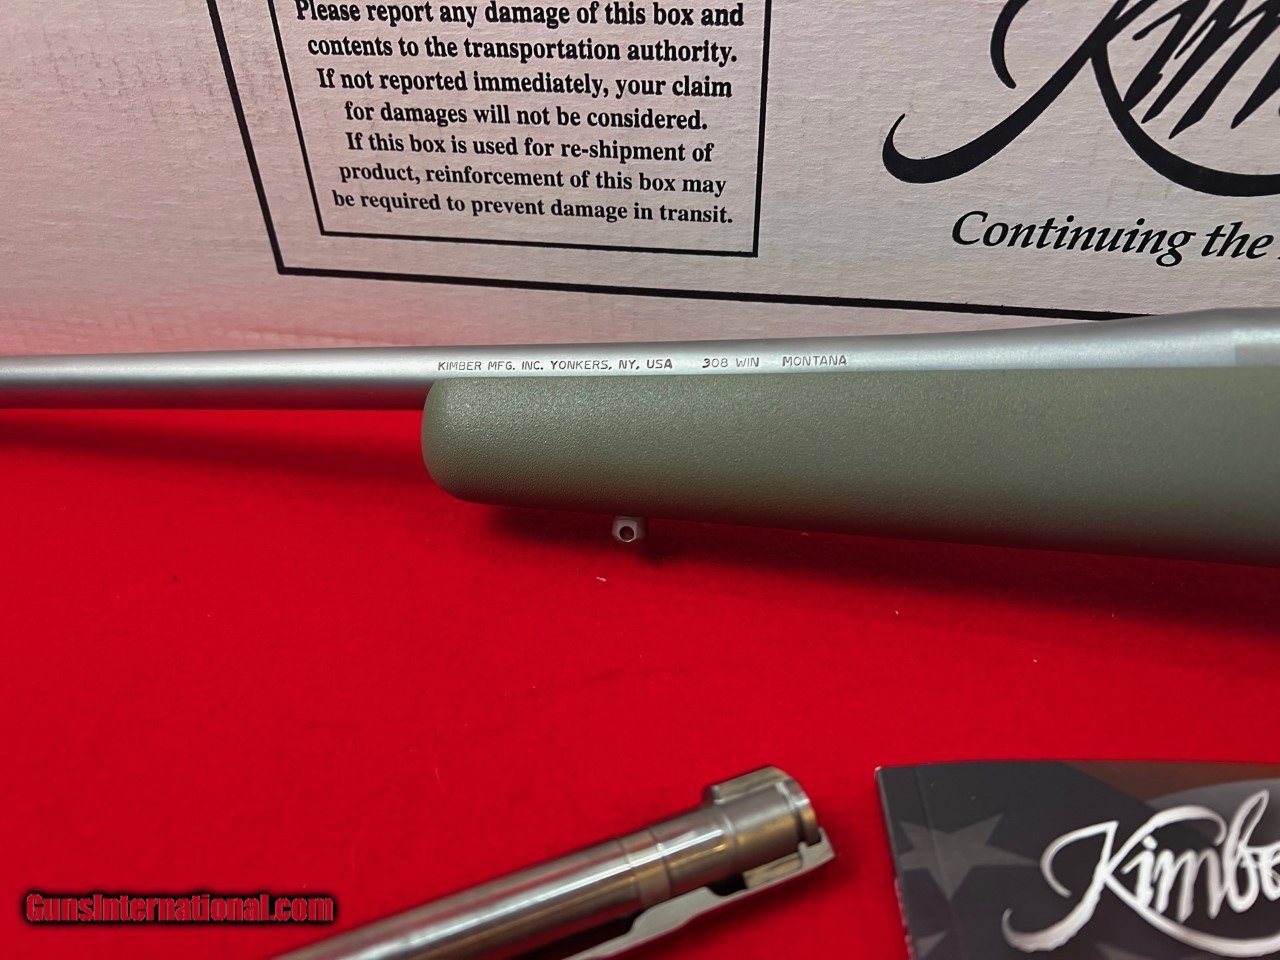 Please report any damage of this box and
contents to the transportation authority.
If not reported immediately, your claim
for damages will not be considered.
If this box is used for re-shipment of
product, reinforcement of this box may
be required to prevent damage in transit.
Continuing the
KIMBER MFG. INC. YONKERS, NY, USA 308 WIN MONTANA
GunsInternational.com